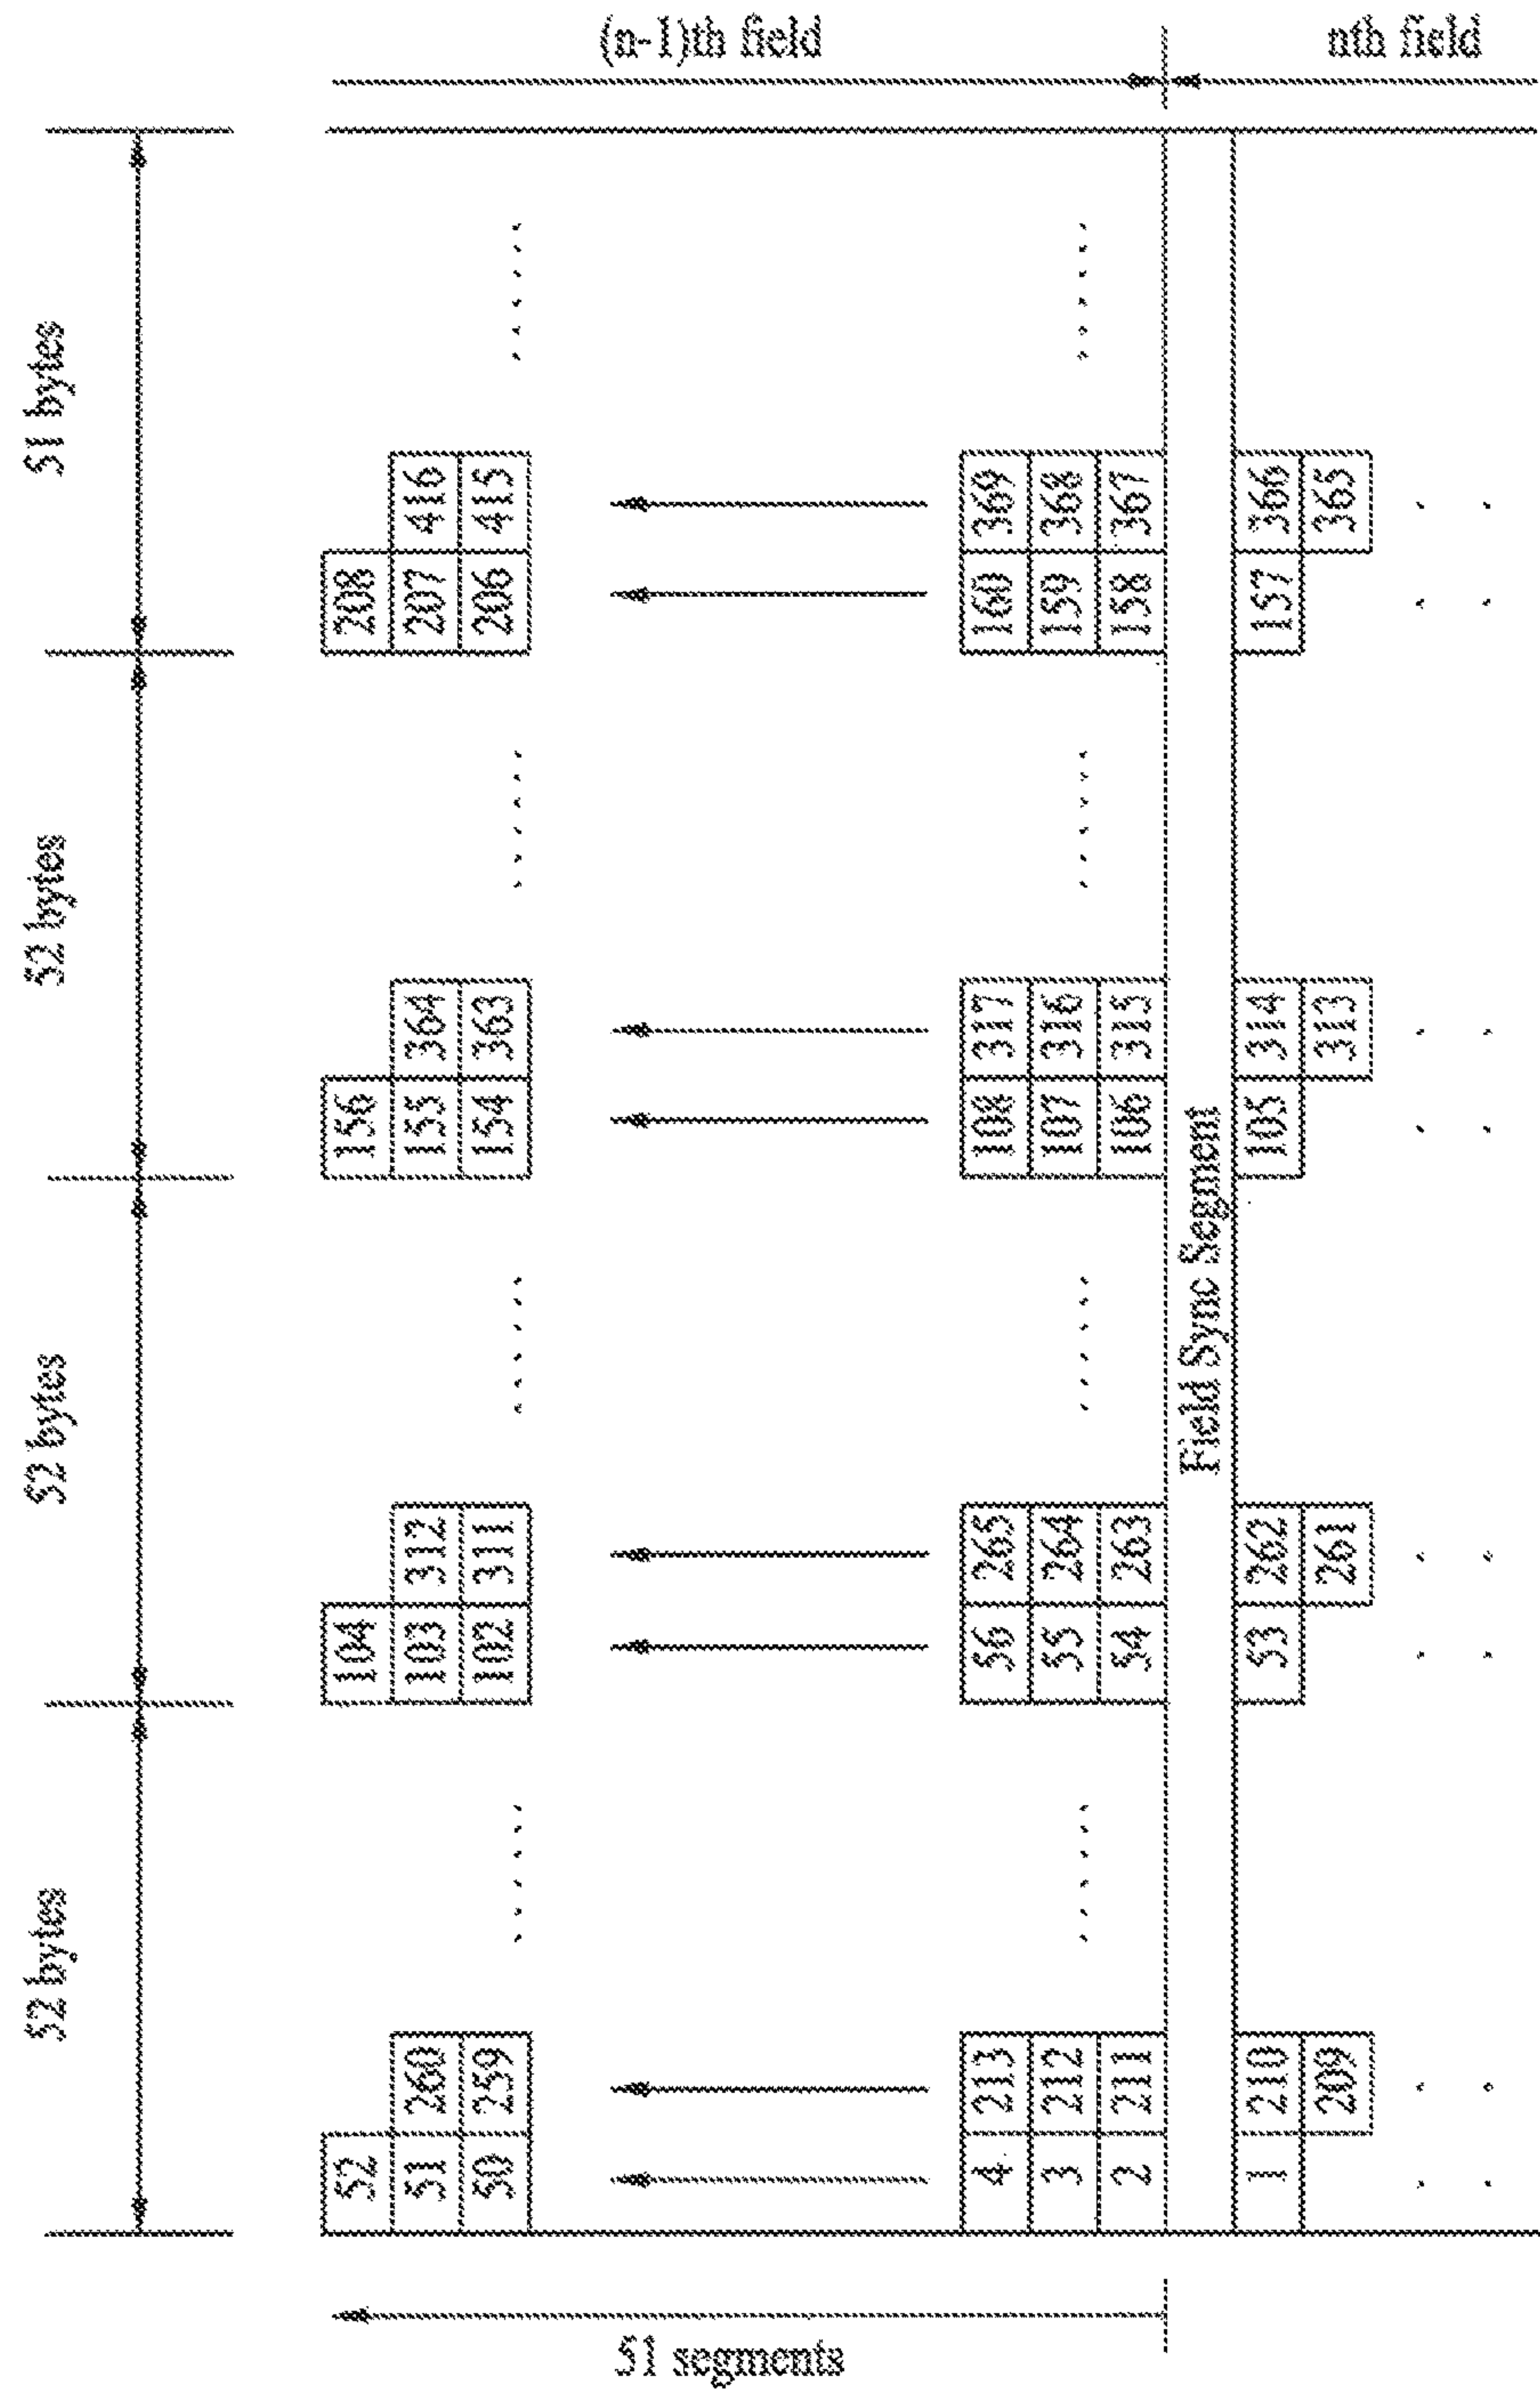 (n-1)th field
nth field
52 bytes 52 bytes 52 bytes 51 bytes
52 104 156 208
51 260 103 312 155 364 207 416
50 259 102 311 154 363 206 415
4 213 56 265 108 317 160 369
3 212 55 264 107 316 159 368
2 211 54 263 106 315 158 367
Field Sync Segment
1 210 53 262 105 314 157 366
209 261 313 365
51 segments